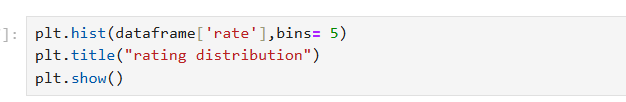 ]: plt.hist(dataframe['rate'],bins= 5)
plt.title("rating distribution")
plt.show()